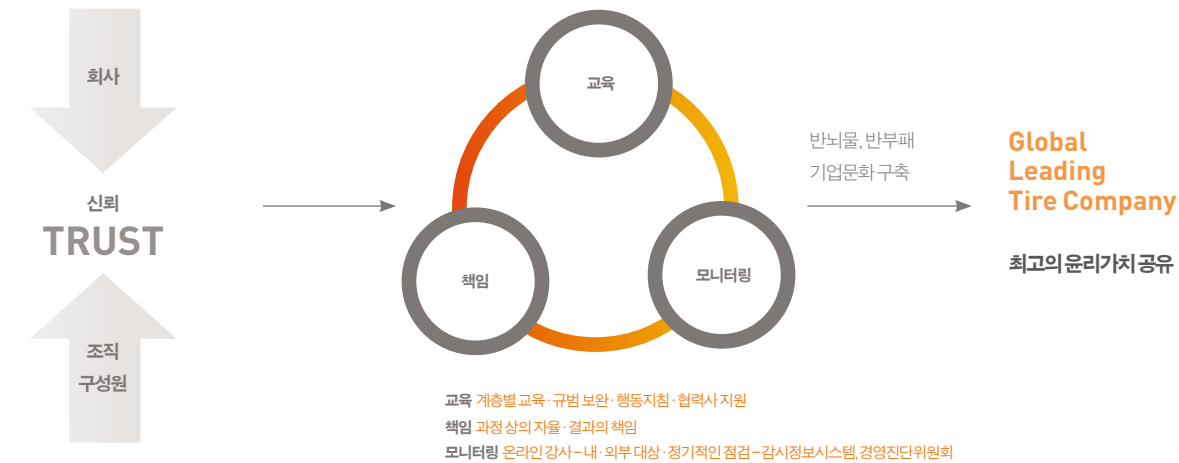 회사
신뢰
TRUST
조직
구성원
교육
책임
모니터링
반뇌물, 반부패
기업문화 구축
Global
Leading
Tire Company
최고의 윤리가치 공유
교육 계층별 교육 · 규범 보완 · 행동지침 · 협력사 지원
책임 과정 상의 자율 · 결과의 책임
모니터링 온라인 강사 – 내 · 외부 대상 · 정기적인 점검 – 감시정보시스템, 경영진단위원회